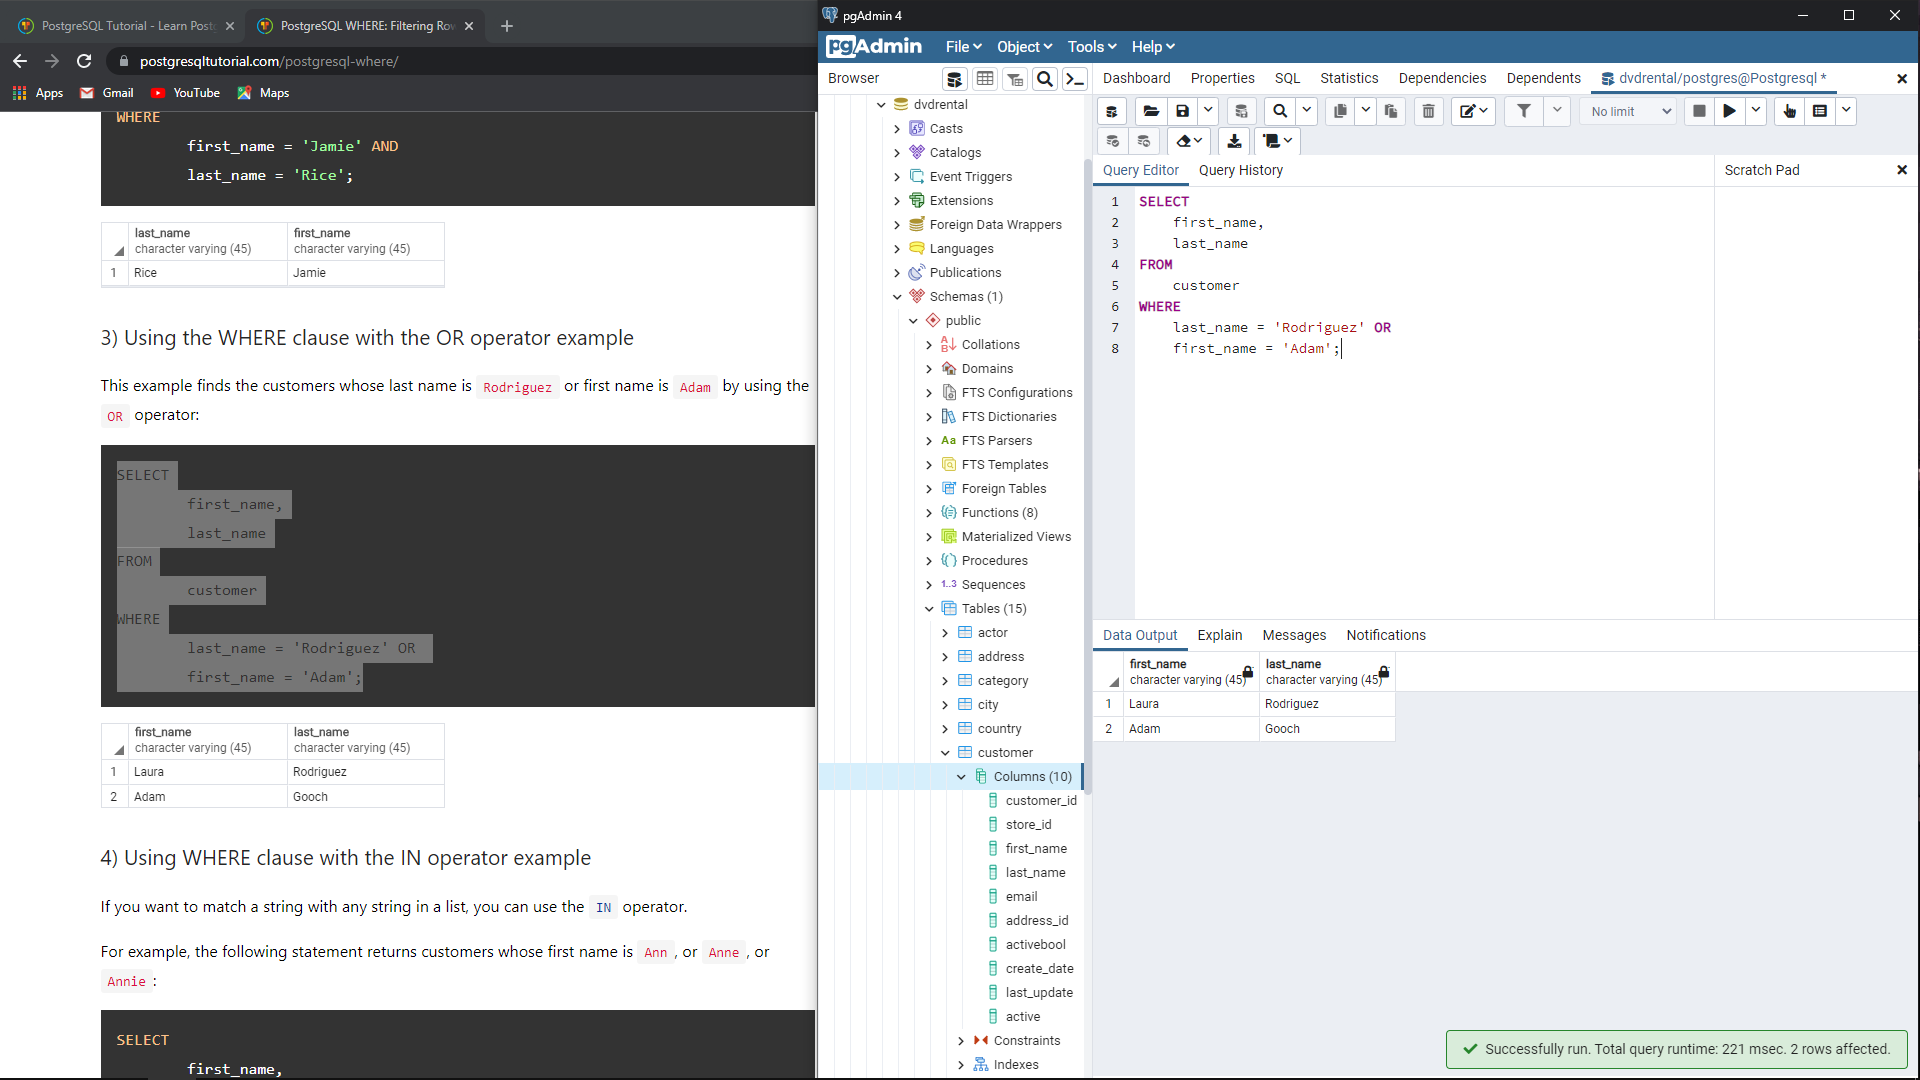 PostgreSQL Tutorial - Learn Post
PostgreSQL WHERE: Filtering Row
postgresqltutorial.com/postgresql-where/
Apps
Gmail
YouTube
Maps
WHERE
first_name = 'Jamie' AND
last_name = 'Rice';
last_name
character varying (45)
first_name
character varying (45)
1 Rice Jamie
3) Using the WHERE clause with the OR operator example
This example finds the customers whose last name is Rodriguez or first name is Adam by using the
OR operator:
SELECT
first_name,
last_name
FROM
customer
WHERE
last_name = 'Rodriguez' OR
first_name = 'Adam';
first_name
character varying (45)
last_name
character varying (45)
1 Laura Rodriguez
2 Adam Gooch
4) Using WHERE clause with the IN operator example
If you want to match a string with any string in a list, you can use the IN operator.
For example, the following statement returns customers whose first name is Ann , or Anne , or
Annie :
SELECT
first_name,
pgAdmin 4
pgAdmin
File
Object
Tools
Help
Browser
dvdrental
Casts
Catalogs
Event Triggers
Extensions
Foreign Data Wrappers
Languages
Publications
Schemas (1)
public
Collations
Domains
FTS Configurations
FTS Dictionaries
Aa FTS Parsers
FTS Templates
Foreign Tables
Functions (8)
Materialized Views
Procedures
1..3 Sequences
Tables (15)
actor
address
category
city
country
customer
Columns (10)
customer_id
store_id
first_name
last_name
email
address_id
activebool
create_date
last_update
active
Constraints
Indexes
Dashboard
Properties
SQL
Statistics
Dependencies
Dependents
dvdrental/postgres@Postgresql *
No limit
Query Editor
Query History
Scratch Pad
1 SELECT
2 first_name,
3 last_name
4 FROM
5 customer
6 WHERE
7 last_name = 'Rodriguez' OR
8 first_name = 'Adam';
Data Output
Explain
Messages
Notifications
first_name
character varying (45)
last_name
character varying (45)
1 Laura Rodriguez
2 Adam Gooch
Successfully run. Total query runtime: 221 msec. 2 rows affected.